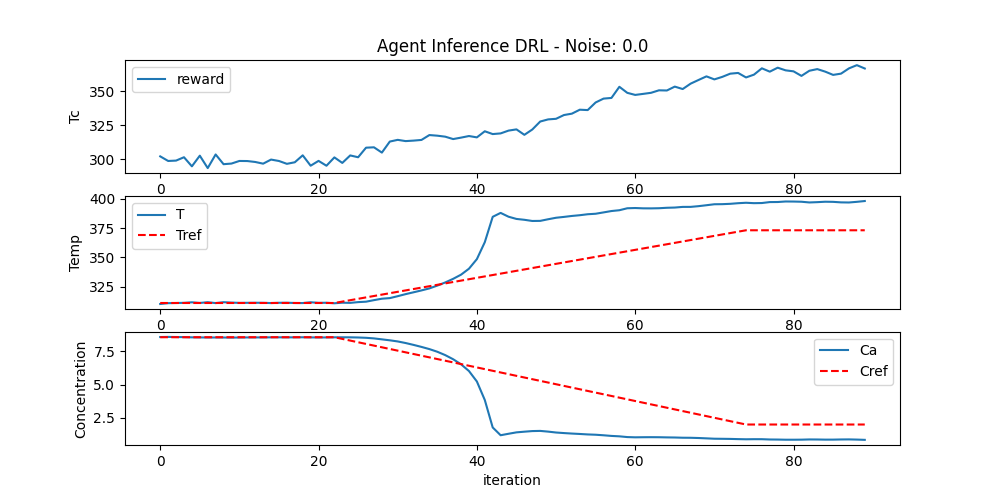 Agent Inference DRL - Noise: 0.0
reward
Tc
350
325
300
0 20 40 60 80
T
Tref
Temp
400
375
350
325
0 20 40 60 80
Ca
Cref
Concentration
7.5
5.0
2.5
0 20 40 60 80
iteration